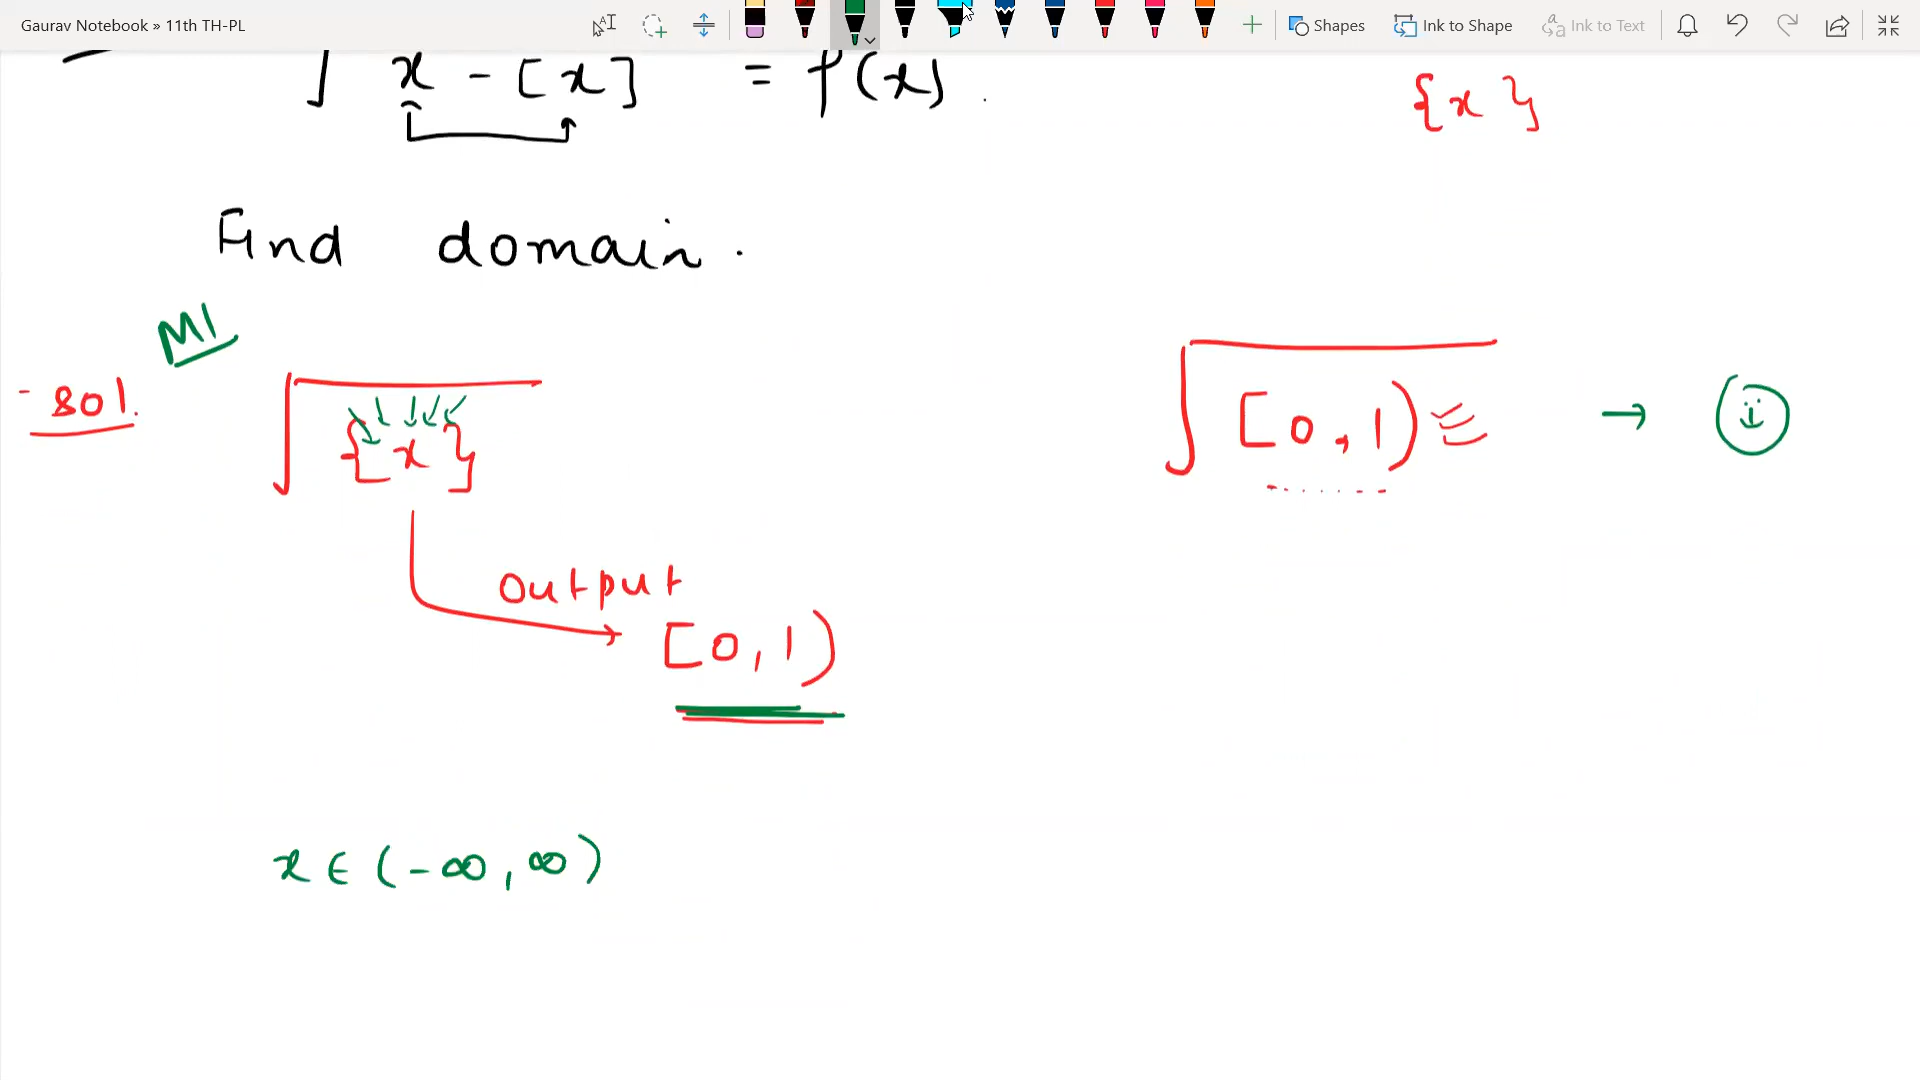 Gaurav Notebook » 11th TH-PL
Shapes
Ink to Shape
Ink to Text
√ x - [x] = f(x).
{x}
Find domain.
M1
sol.
√{x}
√[0,1) →
output
[0,1)
x ∈ (-∞, ∞)